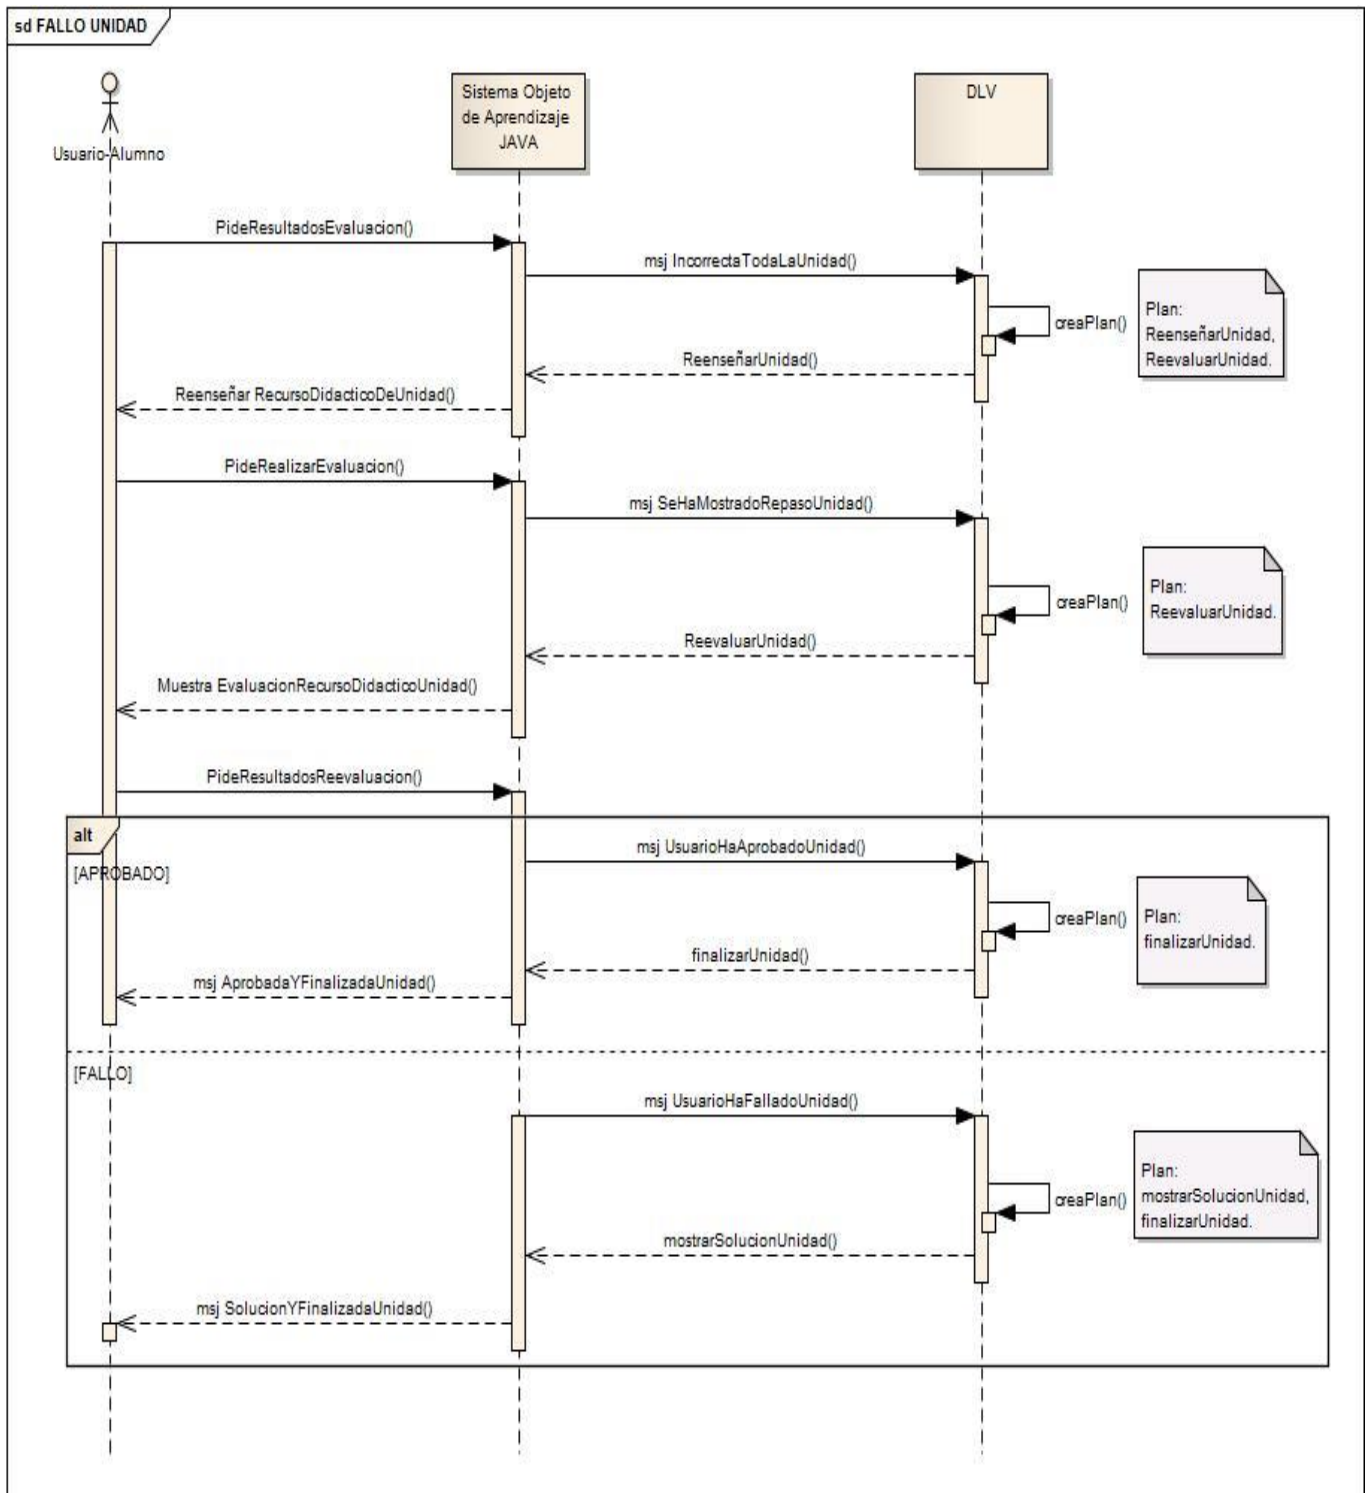 sd FALLO UNIDAD
Usuario-Alumno
Sistema Objeto
de Aprendizaje
JAVA
DLV
PideResultadosEvaluacion()
msj IncorrectaTodaLaUnidad()
creaPlan()
Plan:
ReenseñarUnidad,
ReevaluarUnidad.
ReenseñarUnidad()
Reenseñar RecursoDidacticoDeUnidad()
PideRealizarEvaluacion()
msj SeHaMostradoRepasoUnidad()
creaPlan()
Plan:
ReevaluarUnidad.
ReevaluarUnidad()
Muestra EvaluacionRecursoDidacticoUnidad()
PideResultadosReevaluacion()
alt
[APROBADO]
msj UsuarioHaAprobadoUnidad()
creaPlan()
Plan:
finalizarUnidad.
finalizarUnidad()
msj AprobadaYFinalizadaUnidad()
[FALLO]
msj UsuarioHaFalladoUnidad()
creaPlan()
Plan:
mostrarSolucionUnidad,
finalizarUnidad.
mostrarSolucionUnidad()
msj SolucionYFinalizadaUnidad()